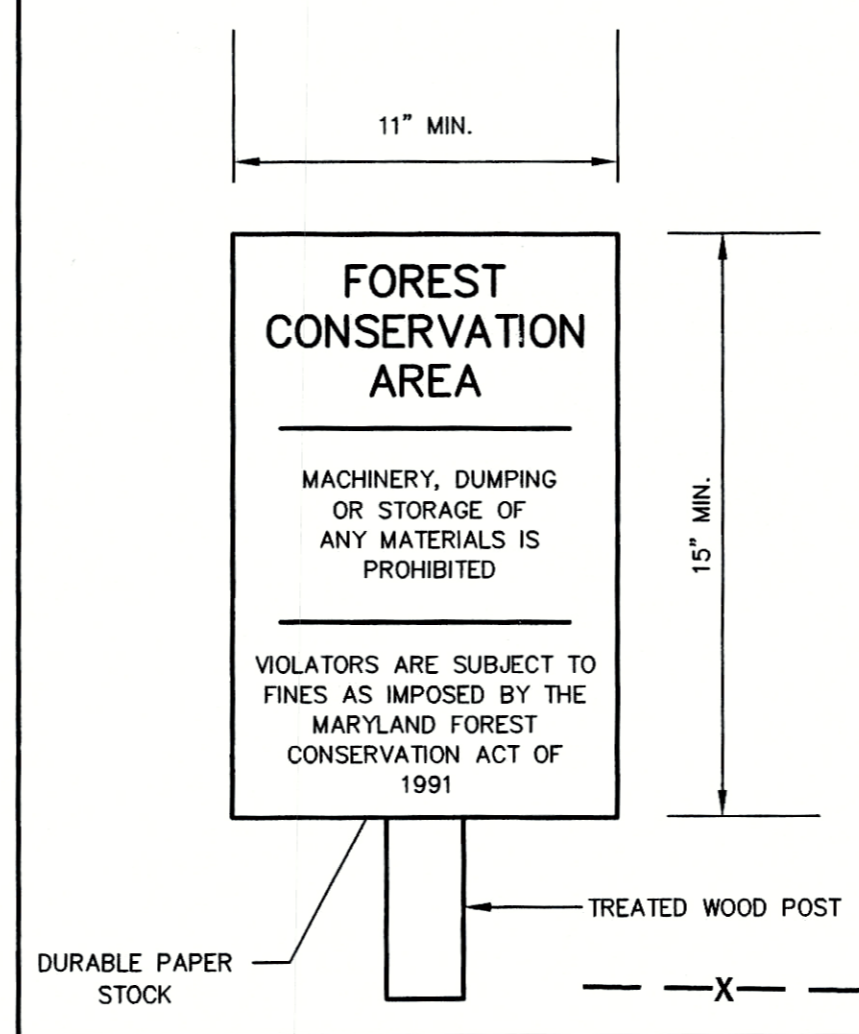 11" MIN.
FOREST
CONSERVATION
AREA
MACHINERY, DUMPING
OR STORAGE OF
ANY MATERIALS IS
PROHIBITED
15" MIN.
VIOLATORS ARE SUBJECT TO
FINES AS IMPOSED BY THE
MARYLAND FOREST
CONSERVATION ACT OF
1991
TREATED WOOD POST
DURABLE PAPER
STOCK
X